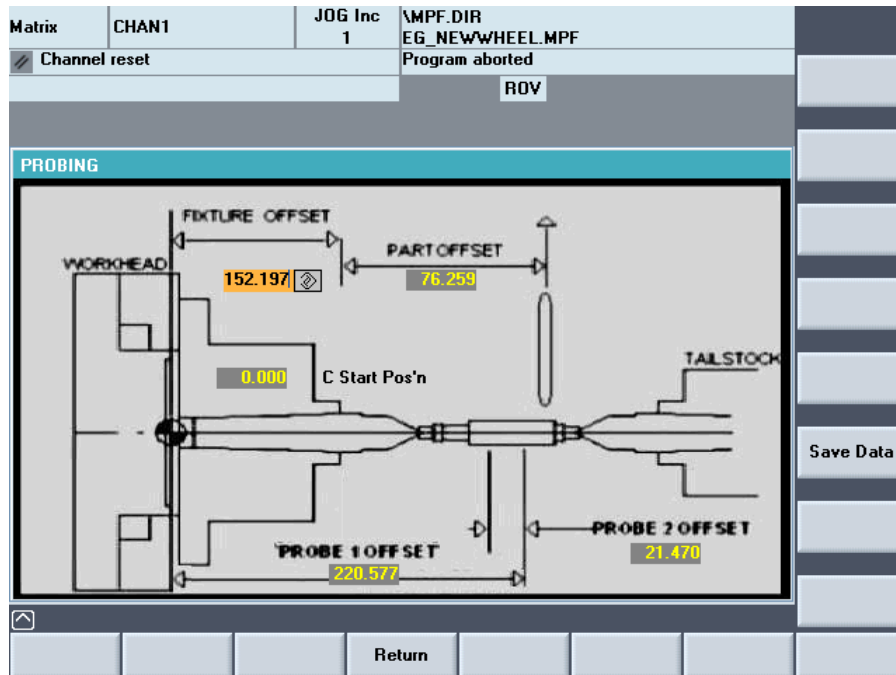 Matrix
CHAN1
JOG Inc
1
\MPF.DIR
EG_NEWWHEEL.MPF
Channel reset
Program aborted
ROV
PROBING
FIXTURE OFFSET
PART OFFSET
WORKHEAD
152.197
76.259
TAILSTOCK
0.000 C Start Pos'n
Save Data
PROBE 2 OFFSET
21.470
PROBE 1 OFFSET
220.577
Return